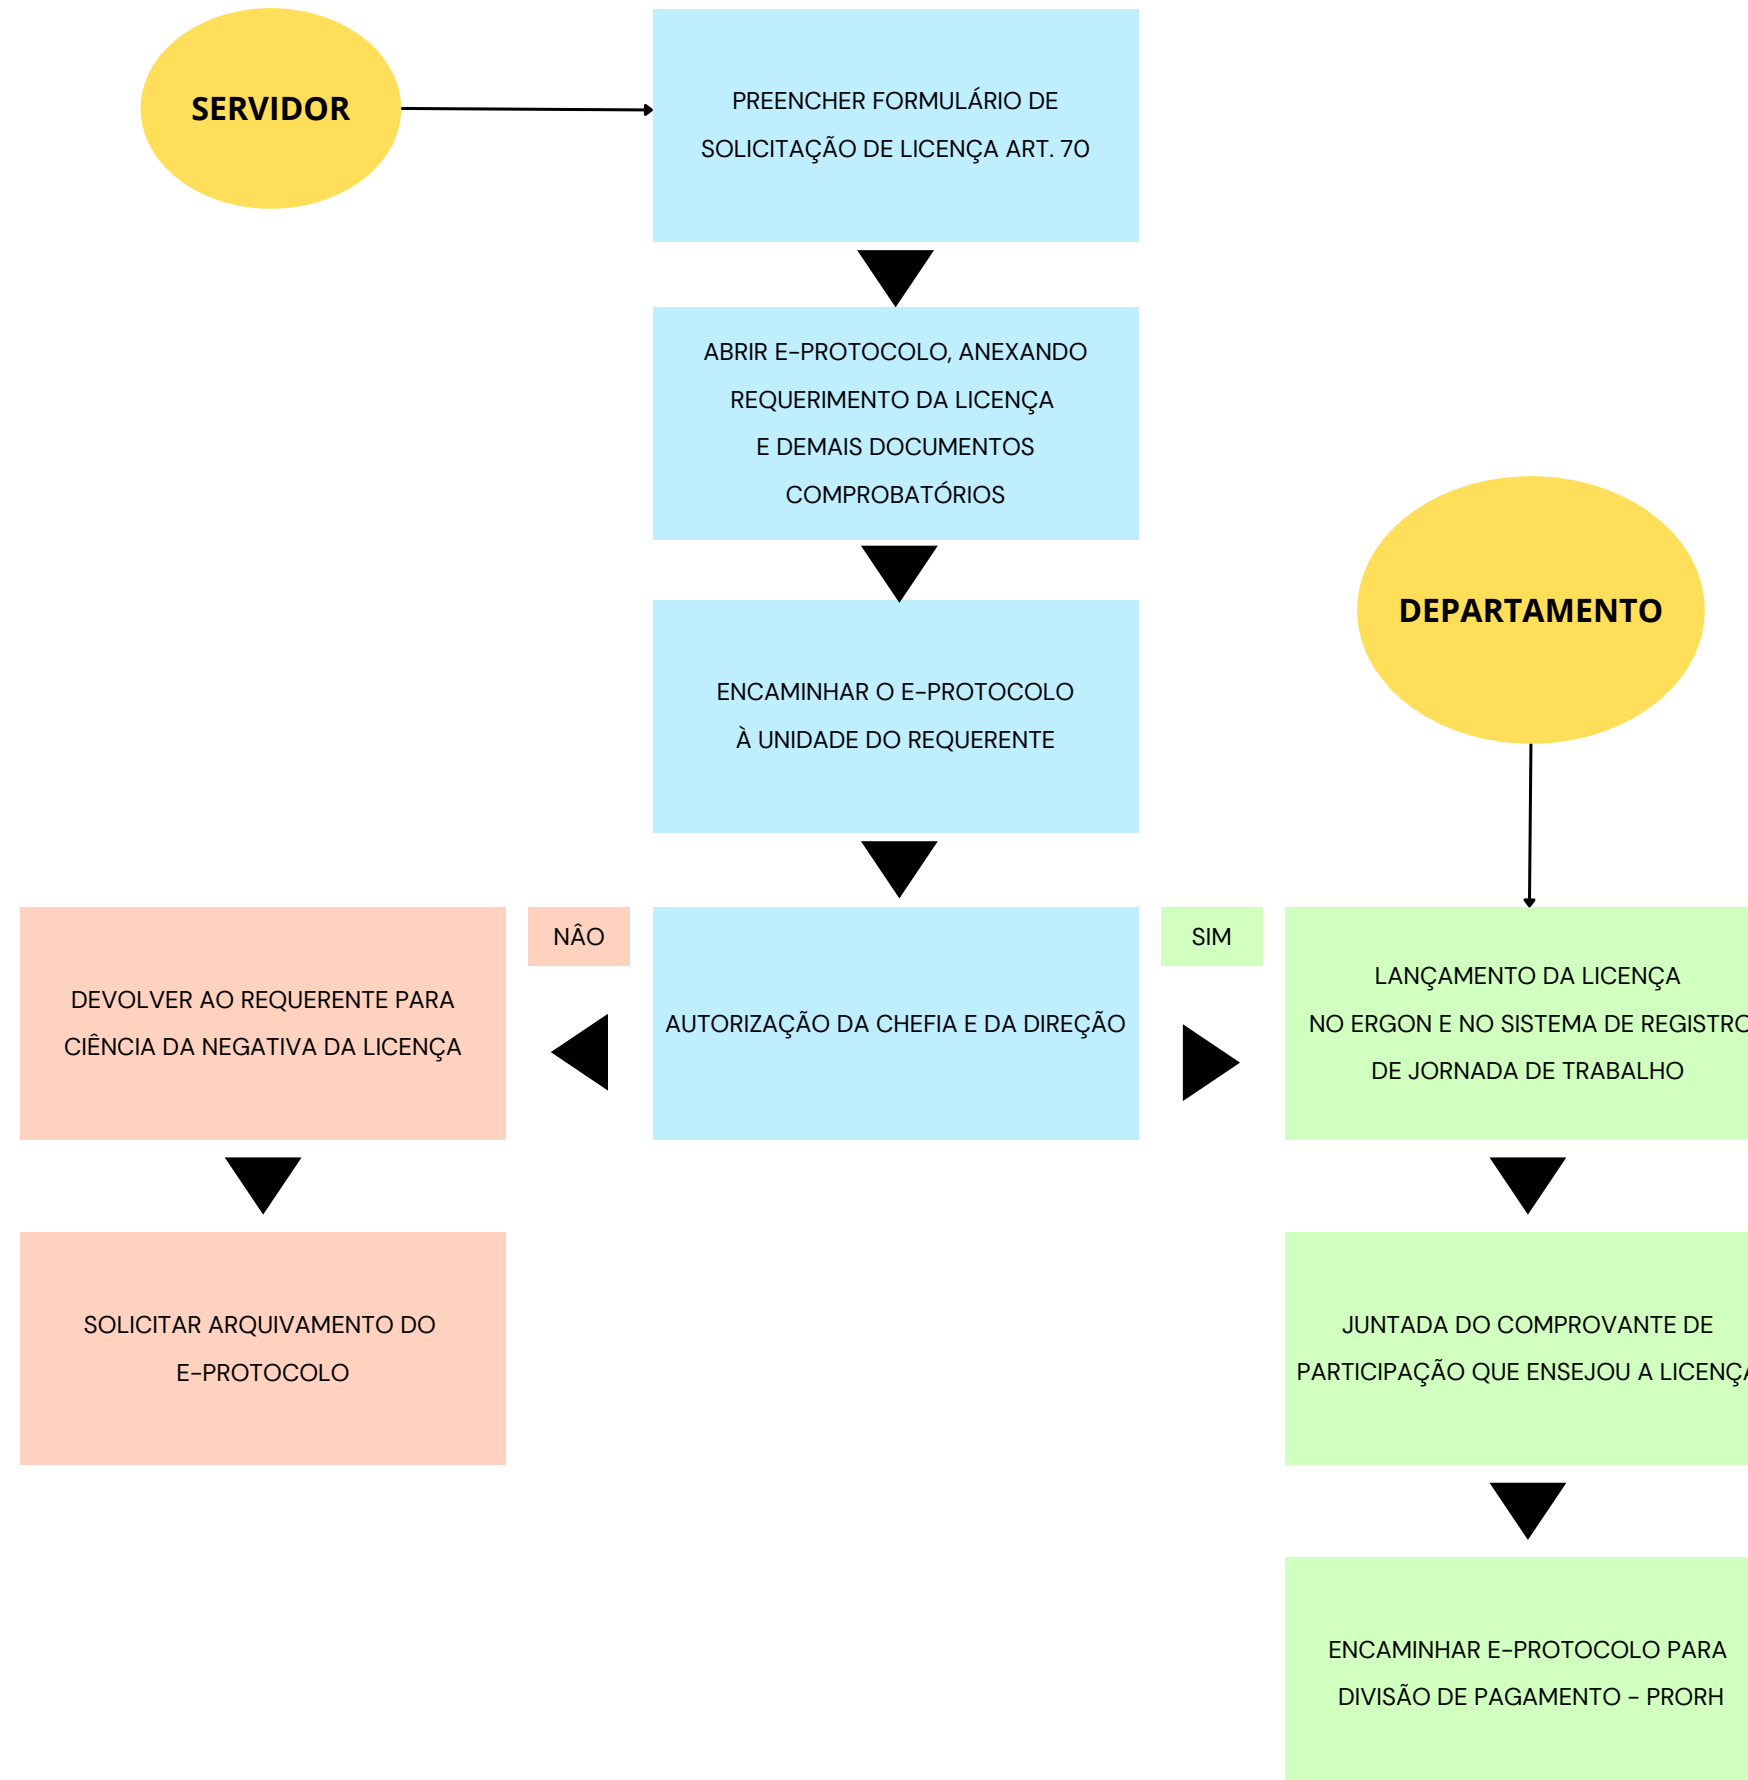 SERVIDOR
PREENCHER FORMULÁRIO DE
SOLICITAÇÃO DE LICENÇA ART. 70
ABRIR E-PROTOCOLO, ANEXANDO
REQUERIMENTO DA LICENÇA
E DEMAIS DOCUMENTOS
COMPROBATÓRIOS
DEPARTAMENTO
ENCAMINHAR O E-PROTOCOLO
À UNIDADE DO REQUERENTE
DEVOLVER AO REQUERENTE PARA
CIÊNCIA DA NEGATIVA DA LICENÇA
NÂO
AUTORIZAÇÃO DA CHEFIA E DA DIREÇÃO
SIM
LANÇAMENTO DA LICENÇA
NO ERGON E NO SISTEMA DE REGISTRO
DE JORNADA DE TRABALHO
SOLICITAR ARQUIVAMENTO DO
E-PROTOCOLO
JUNTADA DO COMPROVANTE DE
PARTICIPAÇÃO QUE ENSEJOU A LICENÇA
ENCAMINHAR E-PROTOCOLO PARA
DIVISÃO DE PAGAMENTO - PRORH